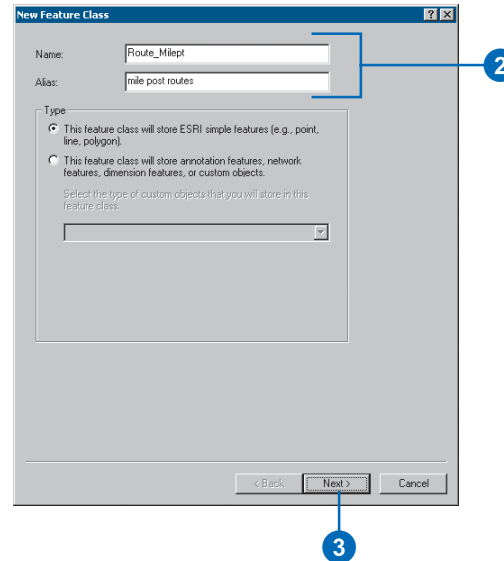 New Feature Class
Name:
Route_Milept
Alias:
mile post routes
2
Type
This feature class will store ESRI simple features (e.g., point,
line, polygon).
This feature class will store annotation features, network
features, dimension features, or custom objects.
Select the type of custom objects that you will store in this
feature class.
< Back
Next >
Cancel
3